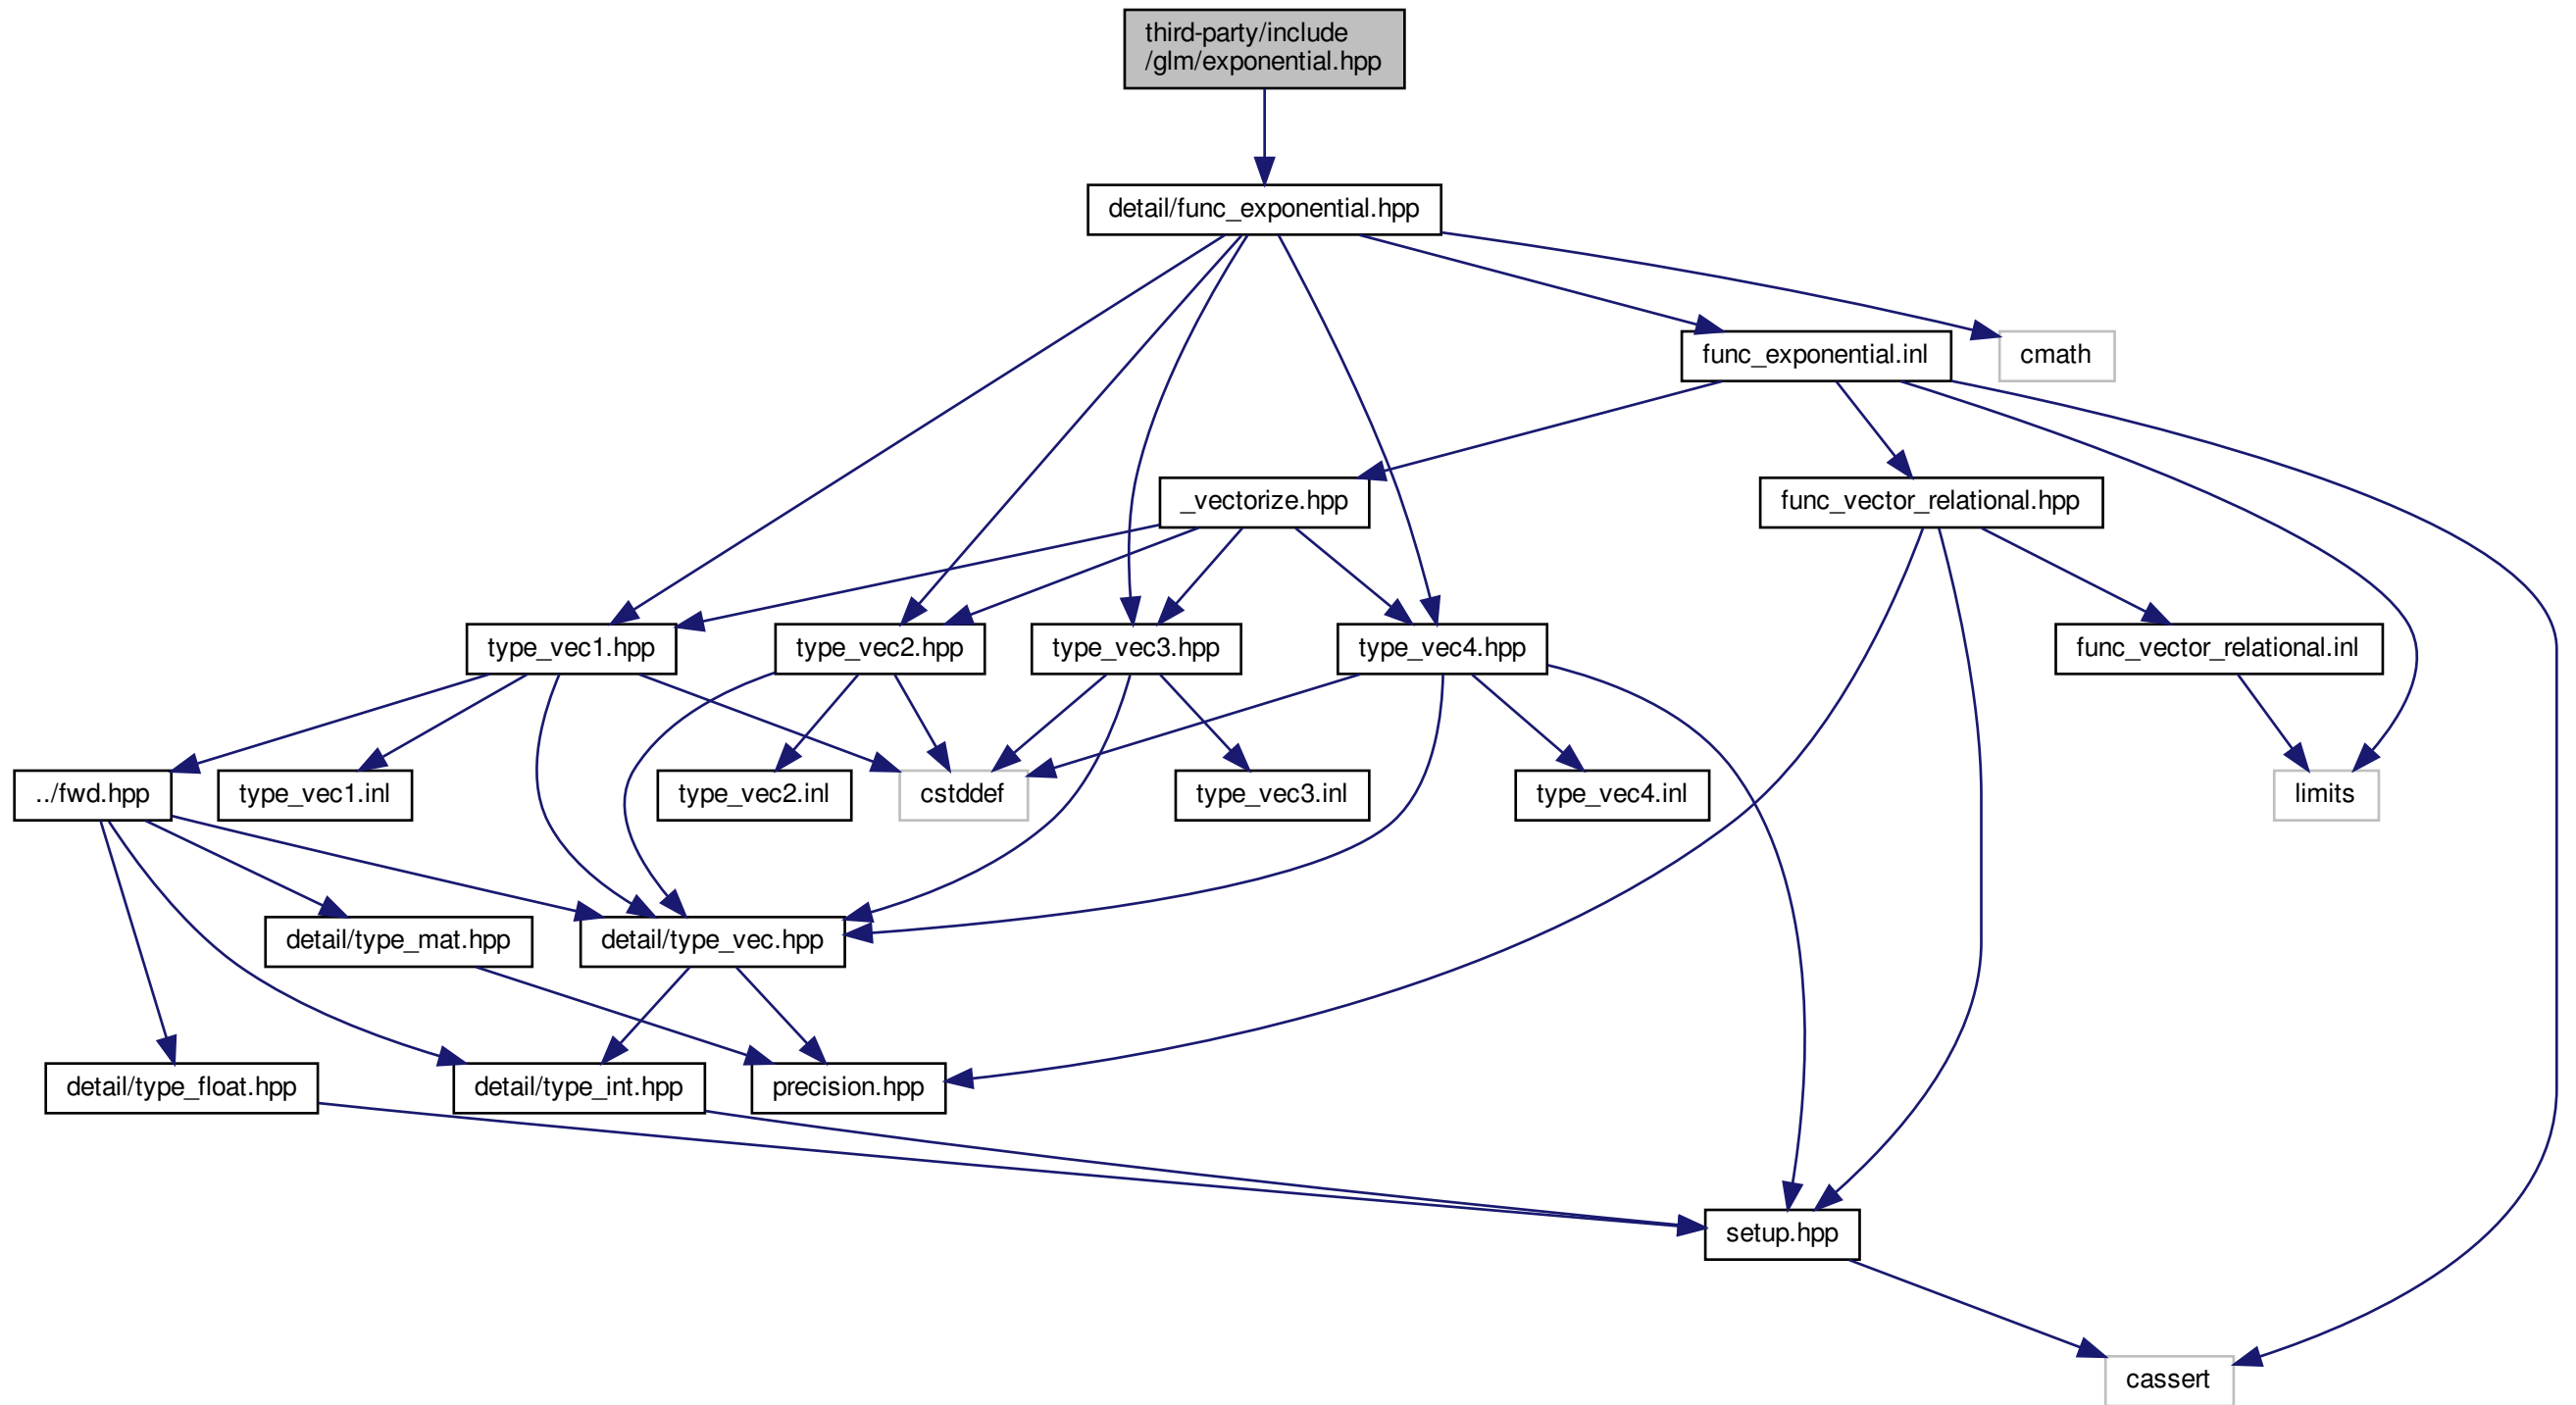 third-party/include
/glm/exponential.hpp
detail/func_exponential.hpp
func_exponential.inl
cmath
_vectorize.hpp
func_vector_relational.hpp
type_vec1.hpp
type_vec2.hpp
type_vec3.hpp
type_vec4.hpp
func_vector_relational.inl
../fwd.hpp
type_vec1.inl
type_vec2.inl
cstddef
type_vec3.inl
type_vec4.inl
limits
detail/type_mat.hpp
detail/type_vec.hpp
detail/type_float.hpp
detail/type_int.hpp
precision.hpp
setup.hpp
cassert